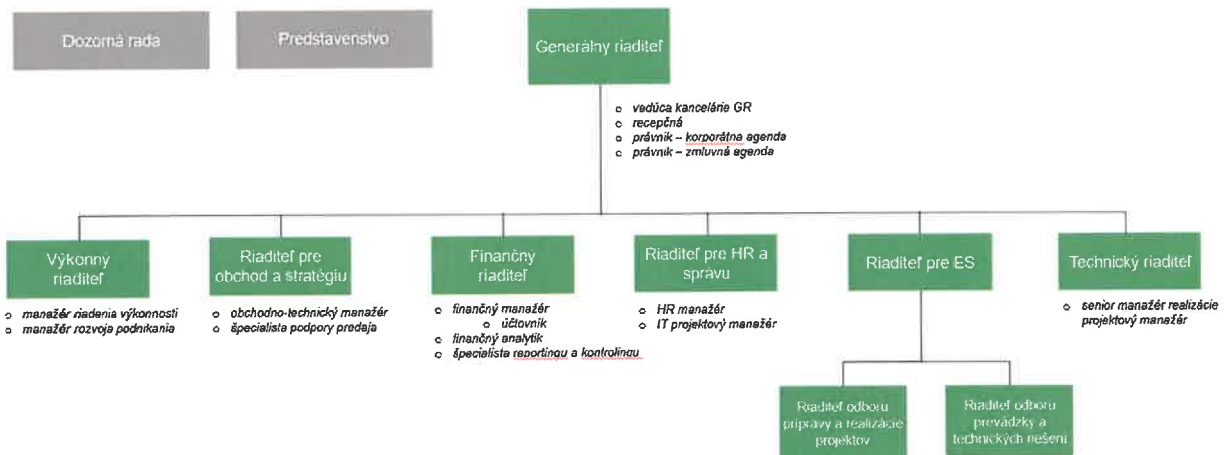 Dozorná rada
Predstavenstvo
Generálny riaditeľ
o vedúca kancelárie GR
o recepčná
o právnik – korporátna agenda
o právnik – zmluvná agenda
Výkonny
riaditeľ
o manažér riadenia výkonnosti
o manažér rozvoja podnikania
Riaditeľ pre
obchod a stratégiu
o obchodno-technický manažér
o špecialista podpory predaja
Finančný
riaditeľ
o finančný manažér
o účtovník
o finančný analytik
o špecialista reportingu a kontrolingu
Riaditeľ pre HR a
správu
o HR manažér
o IT projektový manažér
Riaditeľ pre ES
Technický riaditeľ
o senior manažér realizácie
projektový manažér
Riaditeľ odboru
prípravy a realizácie
projektov
Riaditeľ odboru
prevádzky a
technických riešení